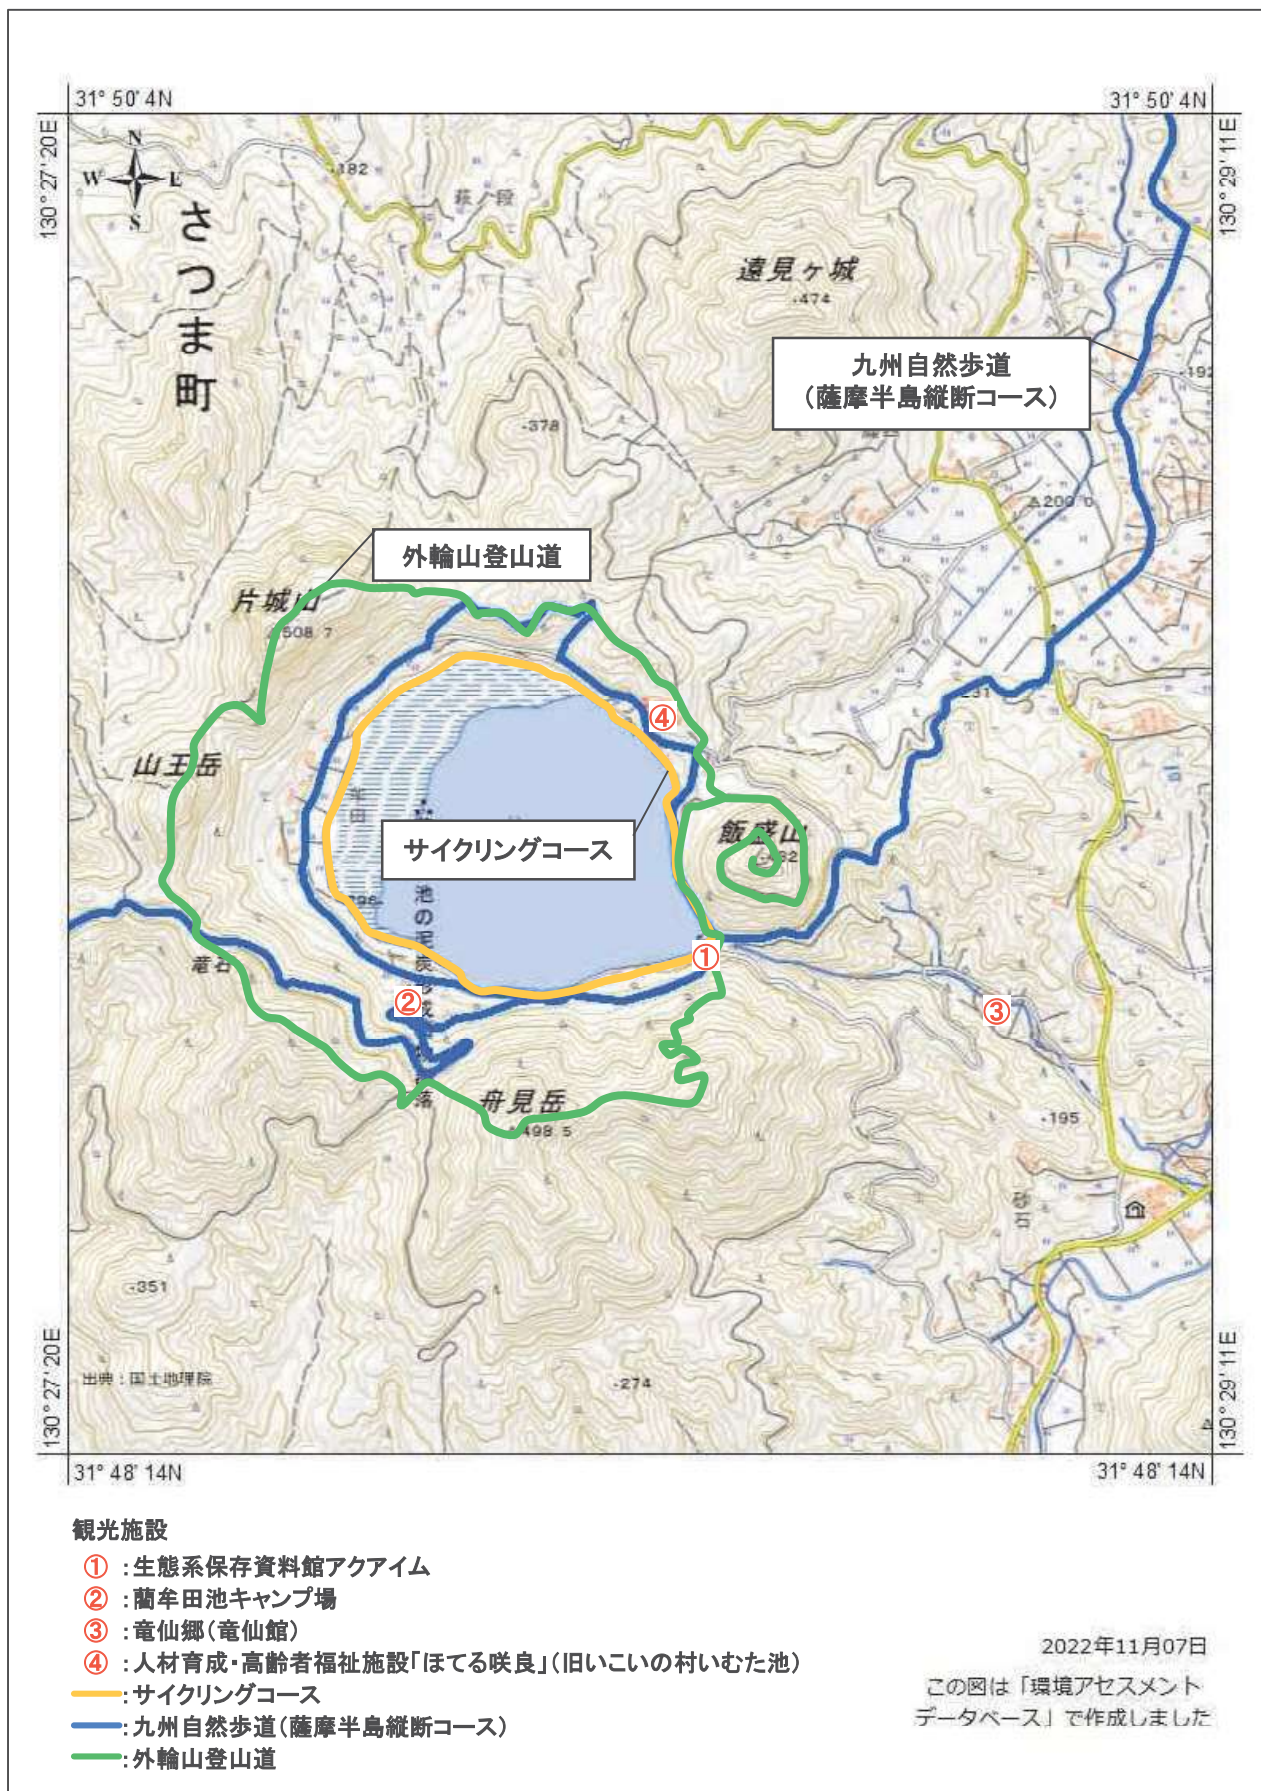 31° 50' 4N
31° 50' 4N
130° 27' 20E
130° 29' 11E
N
W
E
S
さつま町
182
萩ノ段
遠見ヶ城
474
九州自然歩道
（薩摩半島縦断コース）
192
378
200.0
外輪山登山道
片城山
508.7
231
④
山王岳
サイクリングコース
飯盛山
296
竜石
①
②
③
舟見岳
498.5
195
砂石
351
274
出典：国土地理院
130° 27' 20E
130° 29' 11E
31° 48' 14N
31° 48' 14N
観光施設
①：生態系保存資料館アクアイム
②：藺牟田池キャンプ場
③：竜仙郷（竜仙館）
④：人材育成・高齢者福祉施設「ほてる咲良」（旧いこいの村いむた池）
：サイクリングコース
：九州自然歩道（薩摩半島縦断コース）
：外輪山登山道
2022年11月07日
この図は「環境アセスメント
データベース」で作成しました